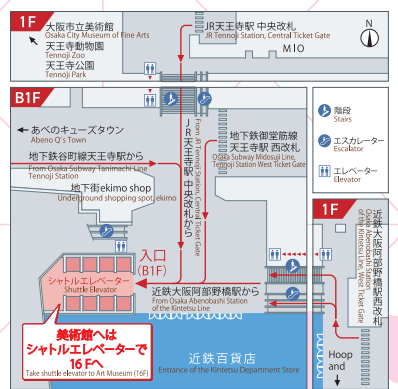 1F
大阪市立美術館
Osaka City Museum of Fine Arts
天王寺動物園
Tennoji Zoo
天王寺公園
Tennoji Park
JR天王寺駅 中央改札
JR Tennoji Station, Central Ticket Gate
MIO
N
B1F
あべのキューズタウン
Abeno Q's Town
地下鉄谷町線天王寺駅から
From Osaka Subway Tanimachi Line,
Tennoji Station
地下街ekimo shop
Underground shopping spot, ekimo
JR天王寺駅 中央改札から
From JR Tennoji Station, Central Ticket Gate
地下鉄御堂筋線
天王寺駅 西改札
Osaka Subway Midosuji Line,
Tennoji Station West Ticket Gate
階段
Stairs
エスカレーター
Escalator
エレベーター
Elevator
入口
(B1F)
シャトルエレベーター
Shuttle Elevator
近鉄大阪阿部野橋駅から
From Osaka Abenobashi Station
of the Kintetsu Line
美術館へは
シャトルエレベーターで
16Fへ
Take shuttle elevator to Art Museum (16F)
近鉄百貨店
Entrance of the Kintetsu Department Store
1F
近鉄大阪阿部野橋駅西改札
Osaka Abenobashi Station
of the Kintetsu Line, West Ticket Gate
Hoop
and